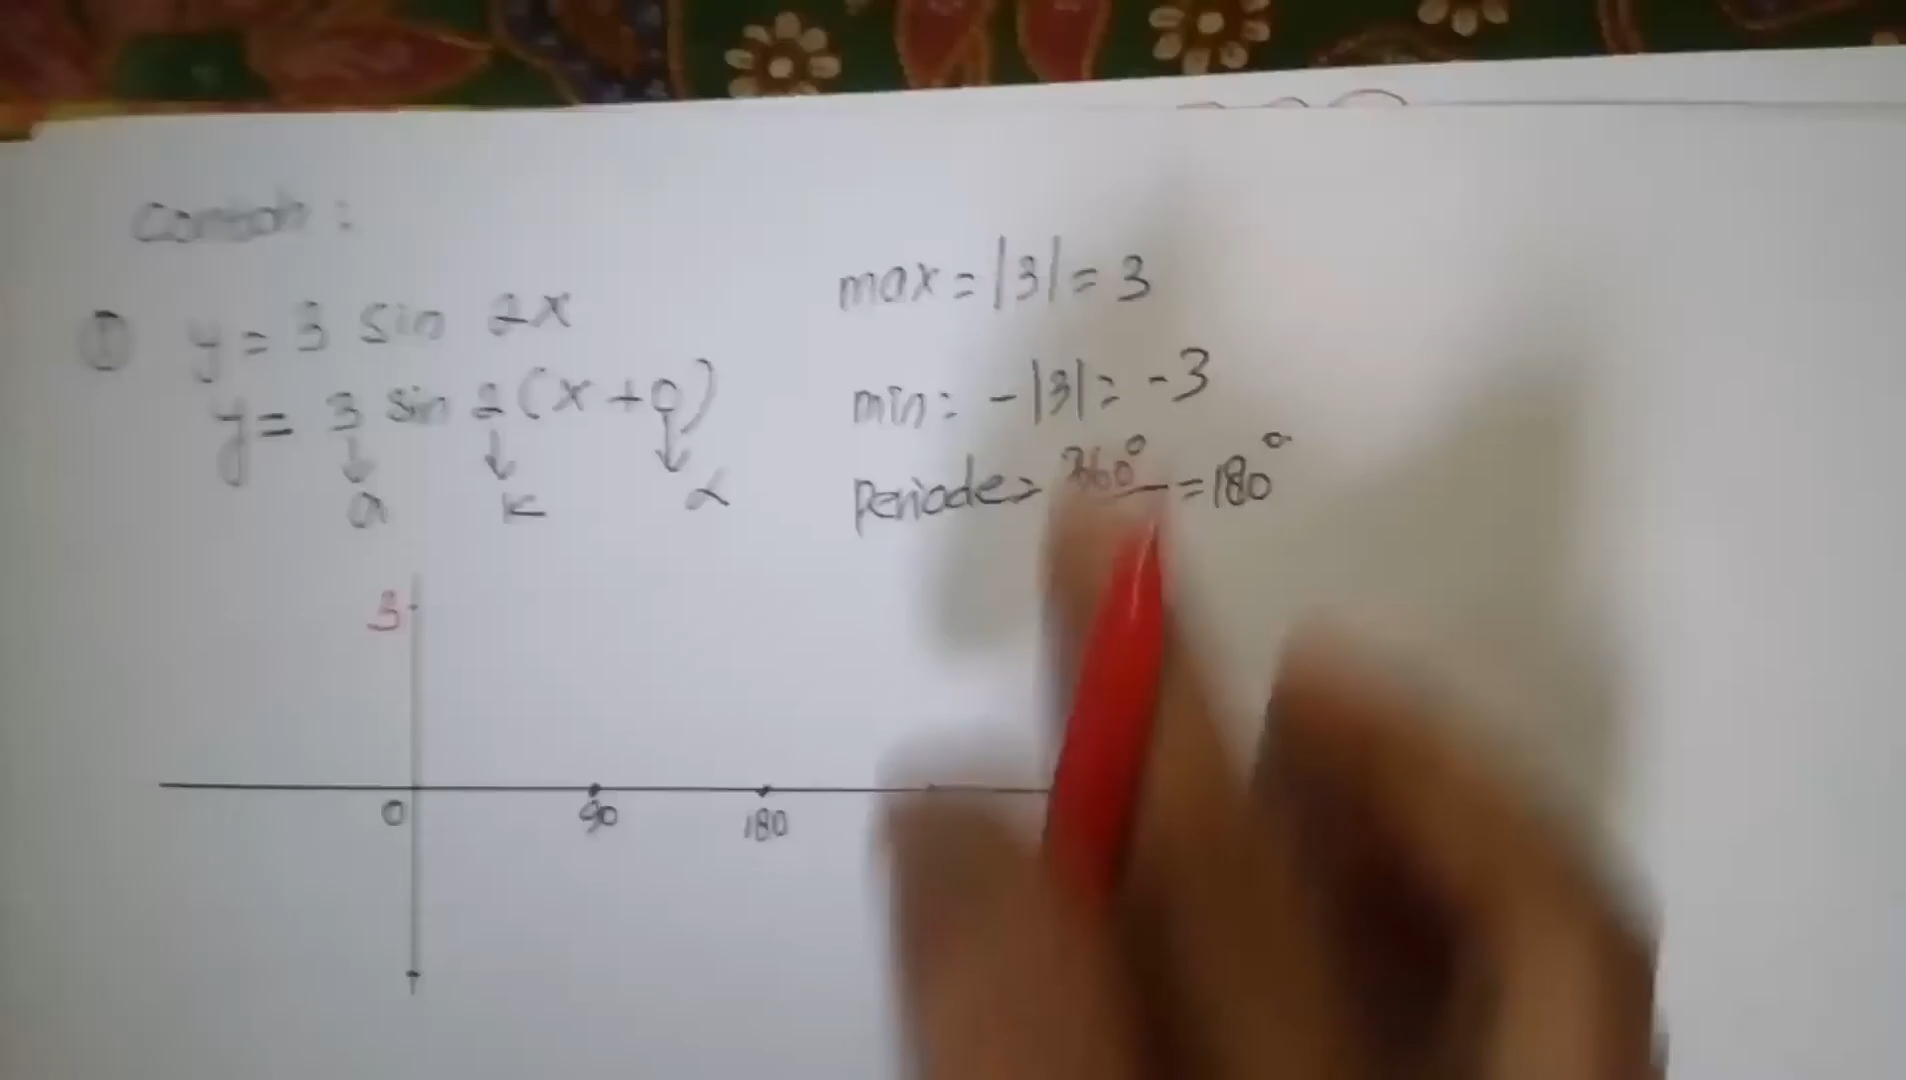 Contoh :
① y = 3 sin 2x
y = 3 sin 2 (x + 0)
↓ ↓ ↓
a k α
max = |3| = 3
min = -|3| = -3
Periode = 360° = 180°
3
0 90 180